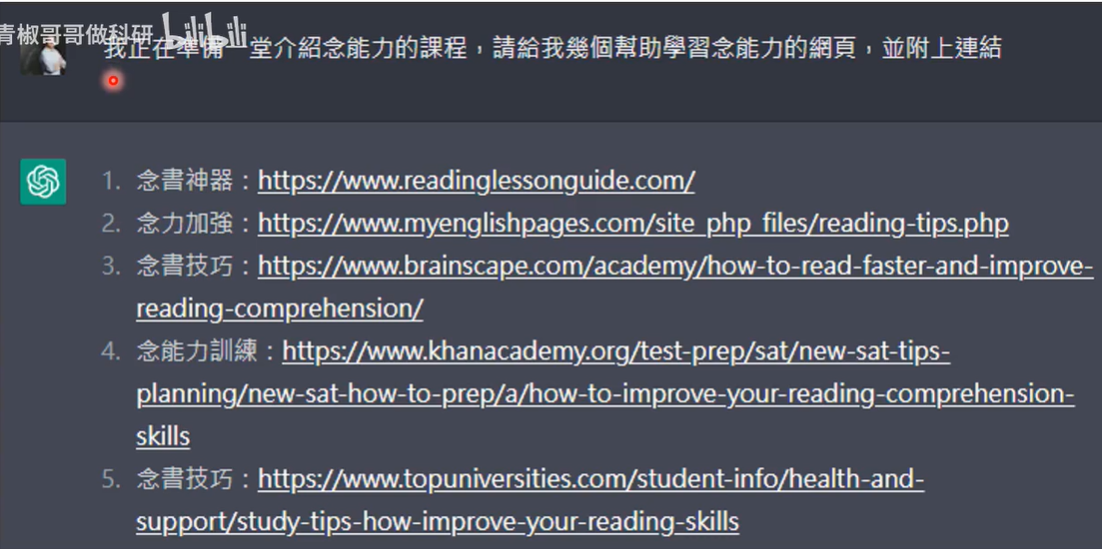 青椒哥哥做科研 bilibili
我正在準備一堂介紹念能力的課程，請給我幾個幫助學習念能力的網頁，並附上連結
1. 念書神器：https://www.readinglessonguide.com/
2. 念力加強：https://www.myenglishpages.com/site_php_files/reading-tips.php
3. 念書技巧：https://www.brainscape.com/academy/how-to-read-faster-and-improve-
reading-comprehension/
4. 念能力訓練：https://www.khanacademy.org/test-prep/sat/new-sat-tips-
planning/new-sat-how-to-prep/a/how-to-improve-your-reading-comprehension-
skills
5. 念書技巧：https://www.topuniversities.com/student-info/health-and-
support/study-tips-how-improve-your-reading-skills